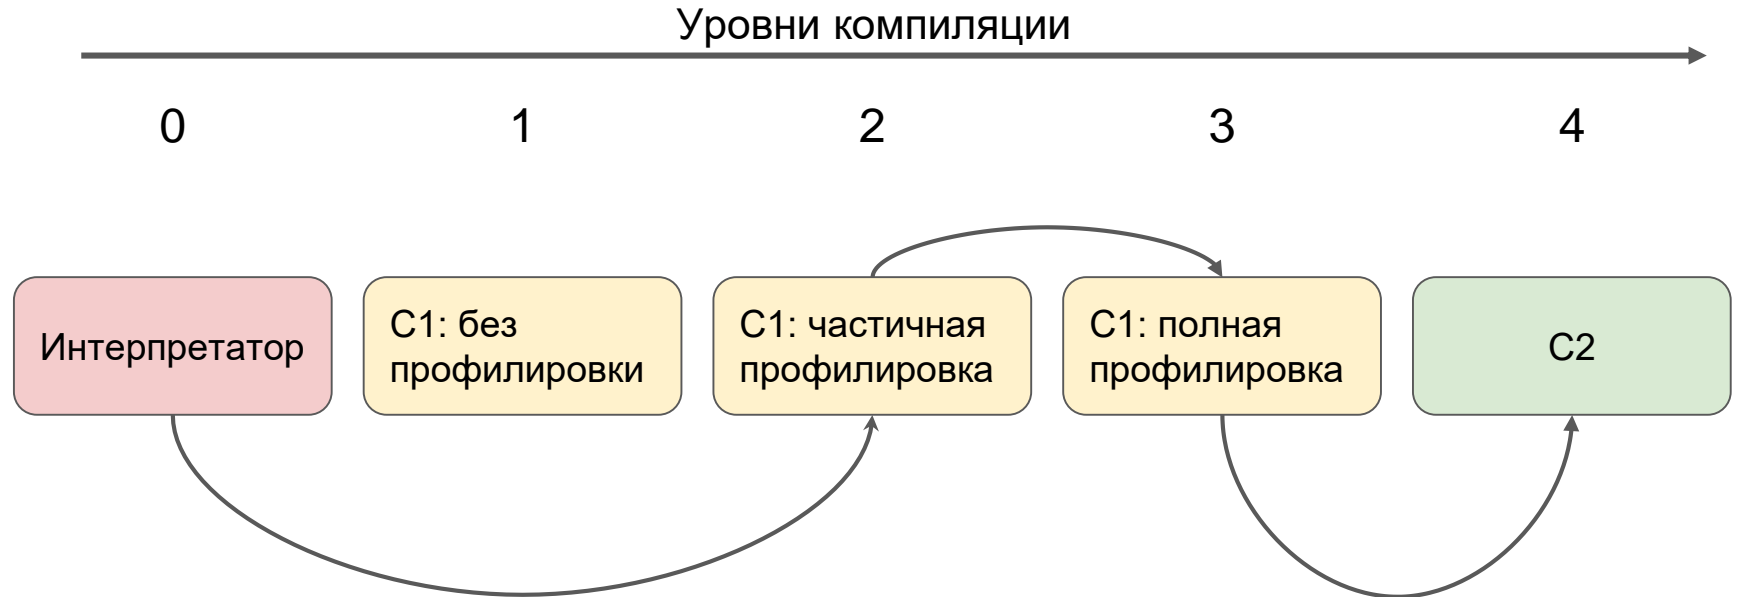 Уровни компиляции
0 1 2 3 4
Интерпретатор
C1: без
профилировки
C1: частичная
профилировка
C1: полная
профилировка
C2